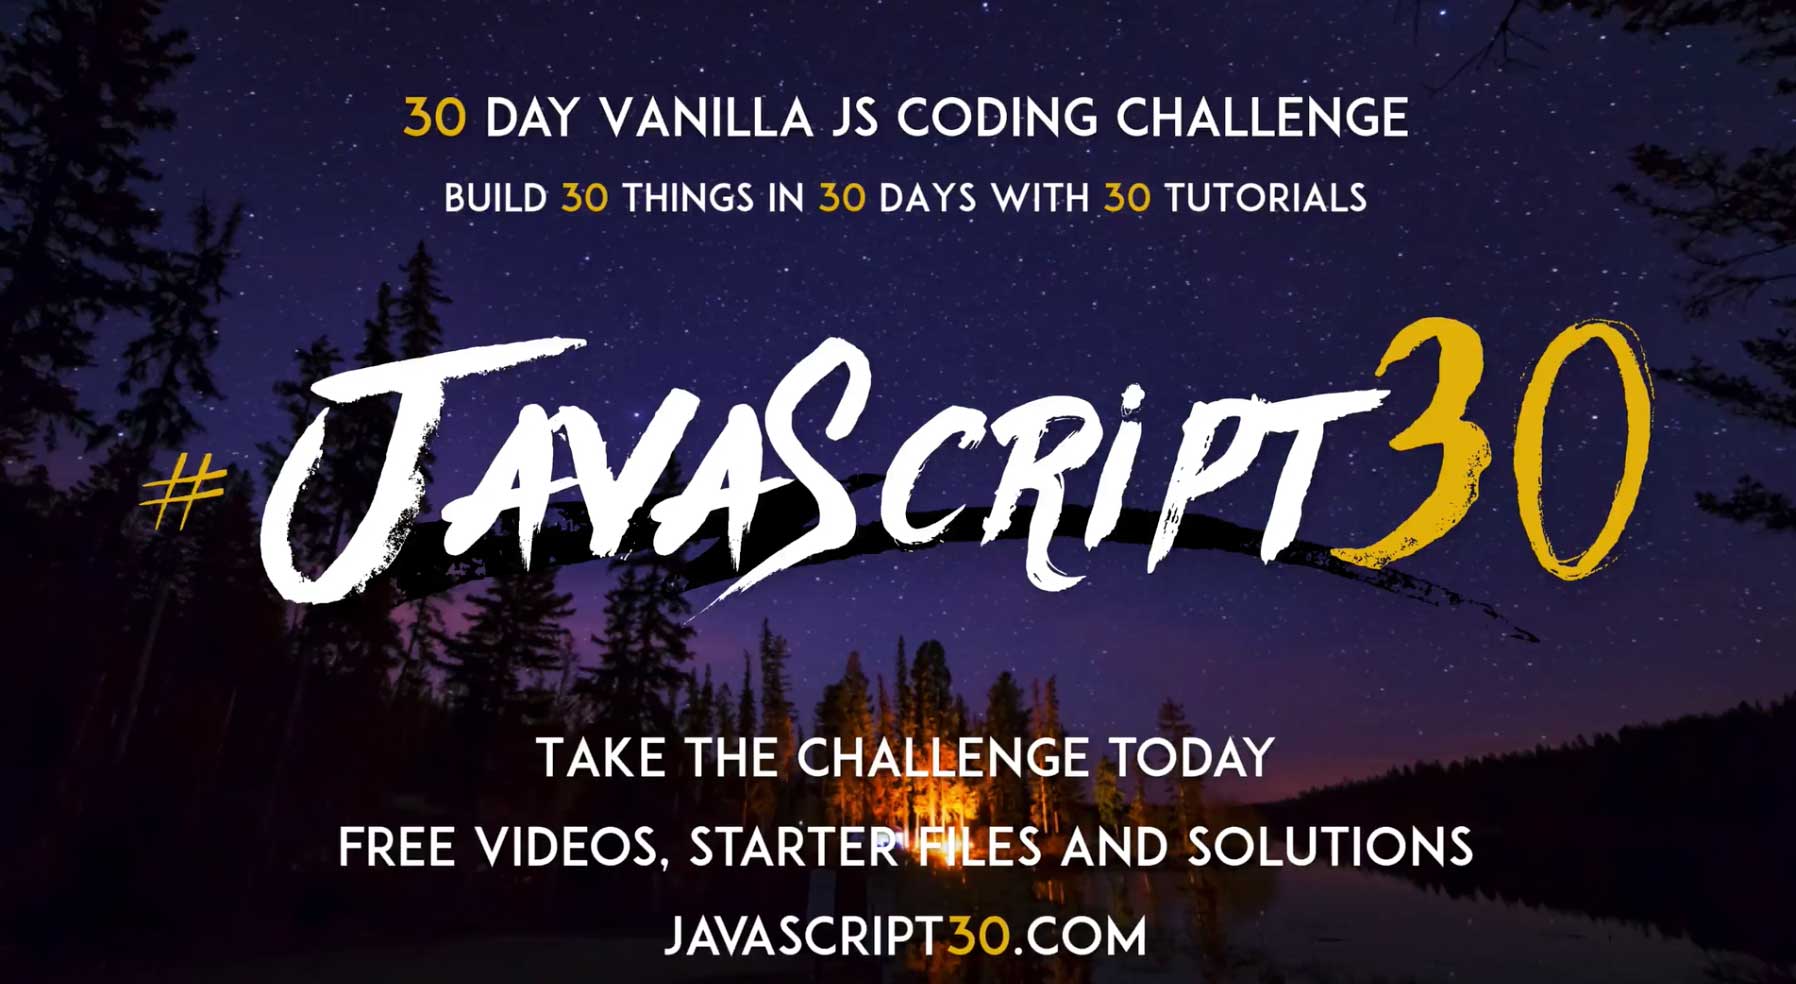 30 DAY VANILLA JS CODING CHALLENGE
BUILD 30 THINGS IN 30 DAYS WITH 30 TUTORIALS
#JAVASCRIPT30
TAKE THE CHALLENGE TODAY
FREE VIDEOS, STARTER FILES AND SOLUTIONS
JAVASCRIPT30.COM